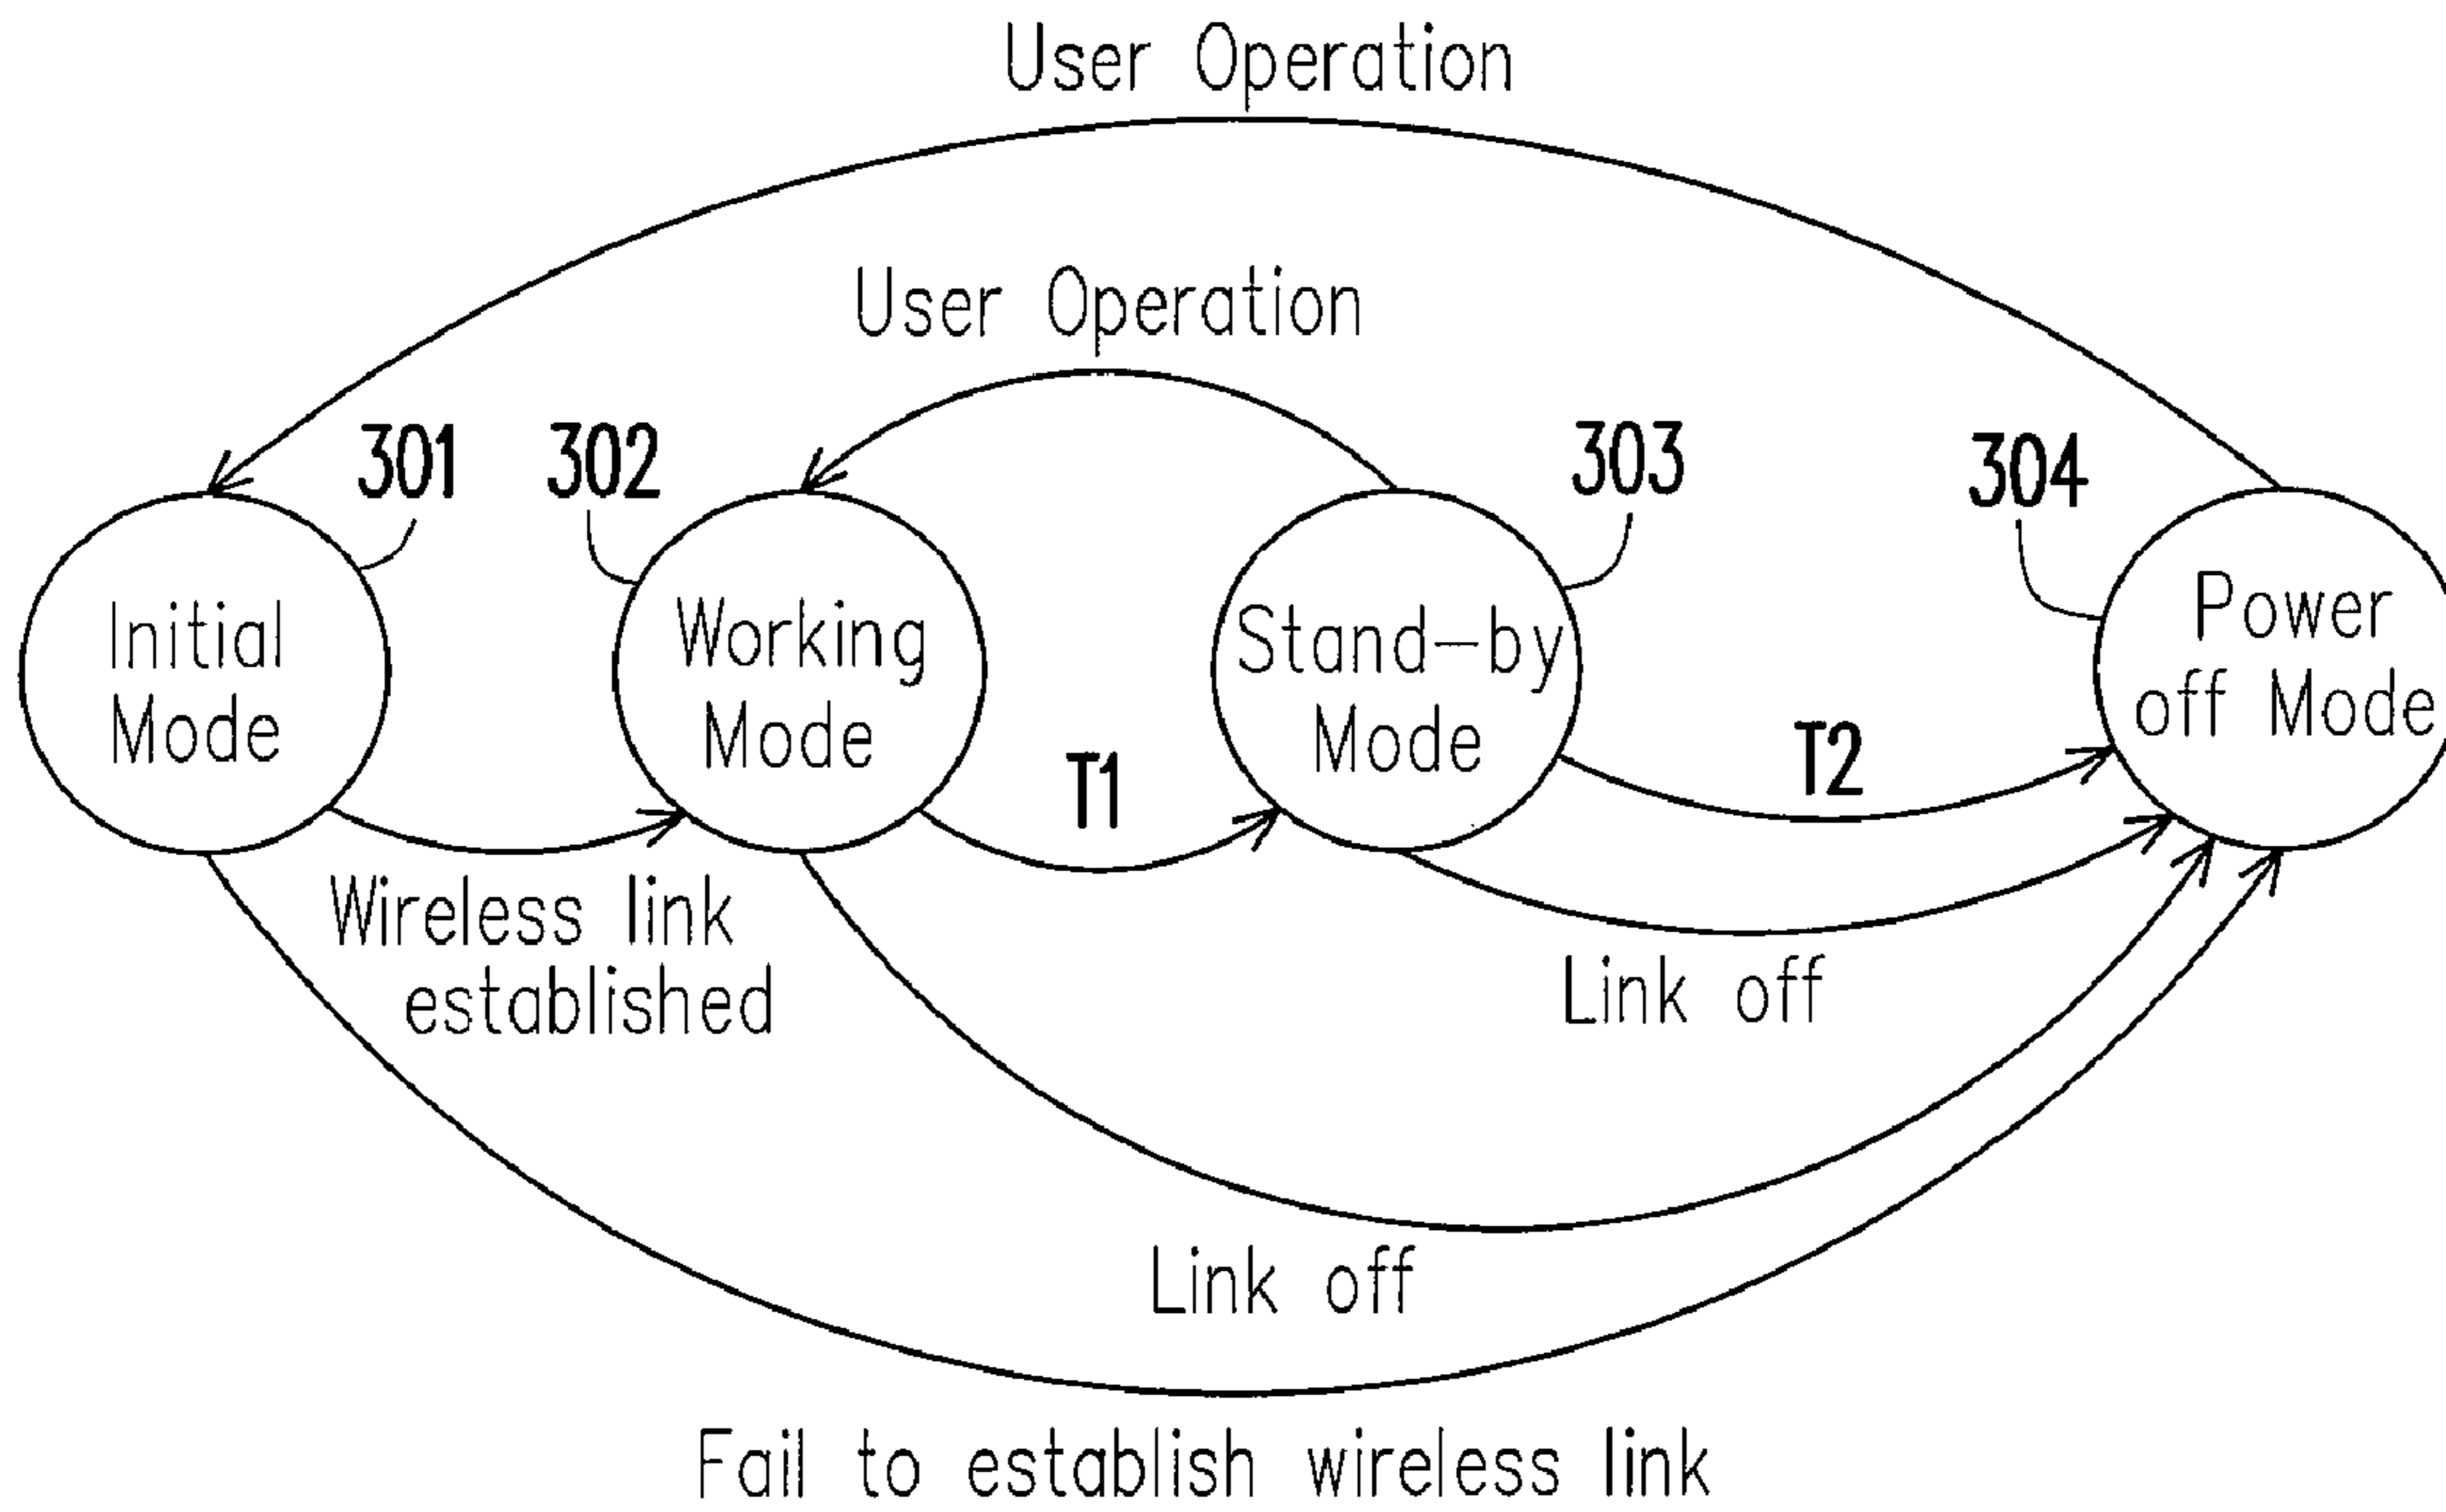 User Operation
User Operation
301
302
303
304
Initial
Mode
Working
Mode
Stand-by
Mode
Power
off Mode
T1
T2
Wireless link
established
Link off
Link off
Fail to establish wireless link